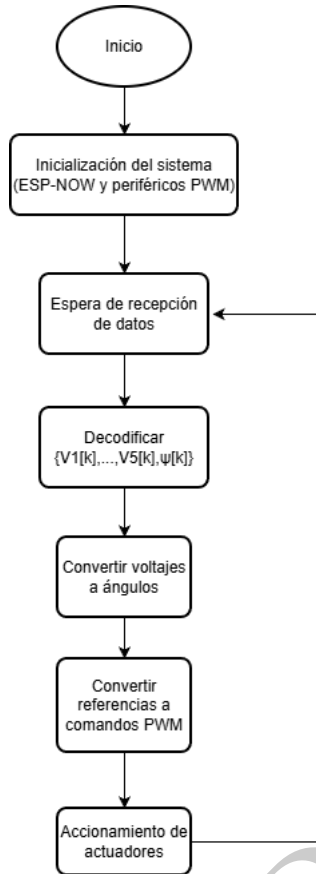 Inicio
Inicialización del sistema
(ESP-NOW y periféricos PWM)
Espera de recepción
de datos
Decodificar
{V1[k],...,V5[k],ψ[k]}
Convertir voltajes
a ángulos
Convertir
referencias a
comandos PWM
Accionamiento de
actuadores